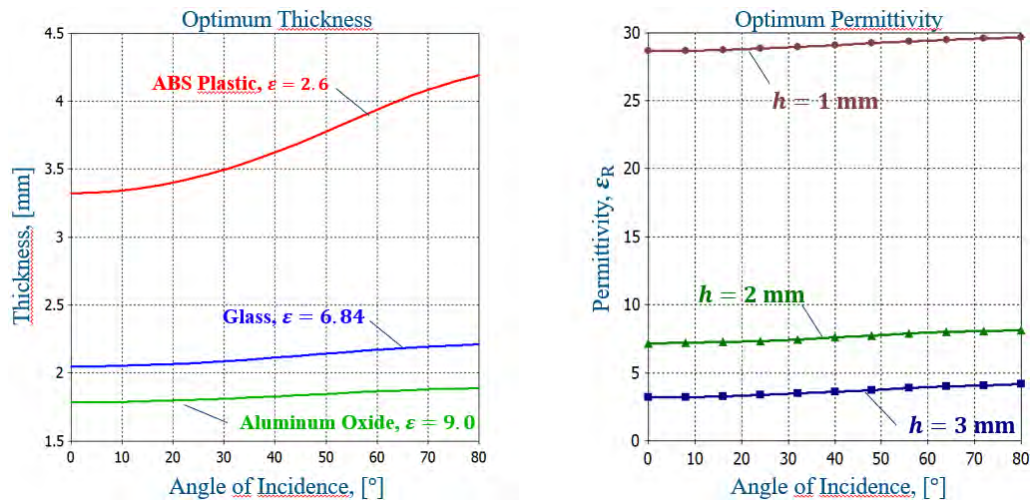 Optimum Thickness
4.5
4
3.5
3
2.5
2
1.5
Thickness, [mm]
ABS Plastic, ε = 2.6
Glass, ε = 6.84
Aluminum Oxide, ε = 9.0
0 10 20 30 40 50 60 70 80
Angle of Incidence, [°]
Optimum Permittivity
30
25
20
15
10
5
0
Permittivity, εR
h = 1 mm
h = 2 mm
h = 3 mm
0 10 20 30 40 50 60 70 80
Angle of Incidence, [°]